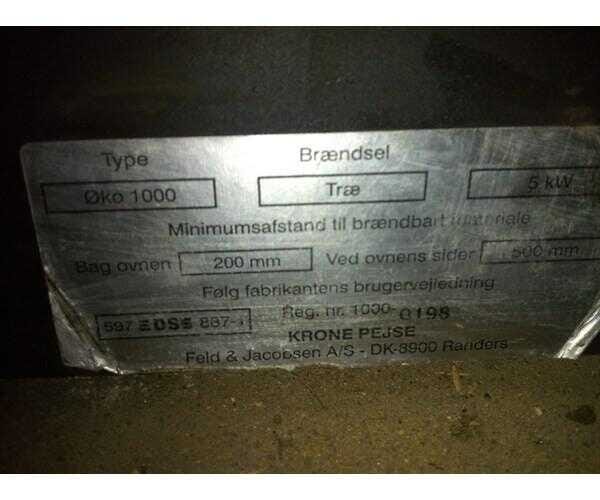 Type Brændsel
Øko 1000 Træ 5 kW
Minimumsafstand til brændbart materiale
Bag ovnen 200 mm Ved ovnens sider 500 mm
Følg fabrikantens brugervejledning
Reg. nr. 1000-0198
KRONE PEJSE
Feld & Jacobsen A/S - DK-8900 Randers